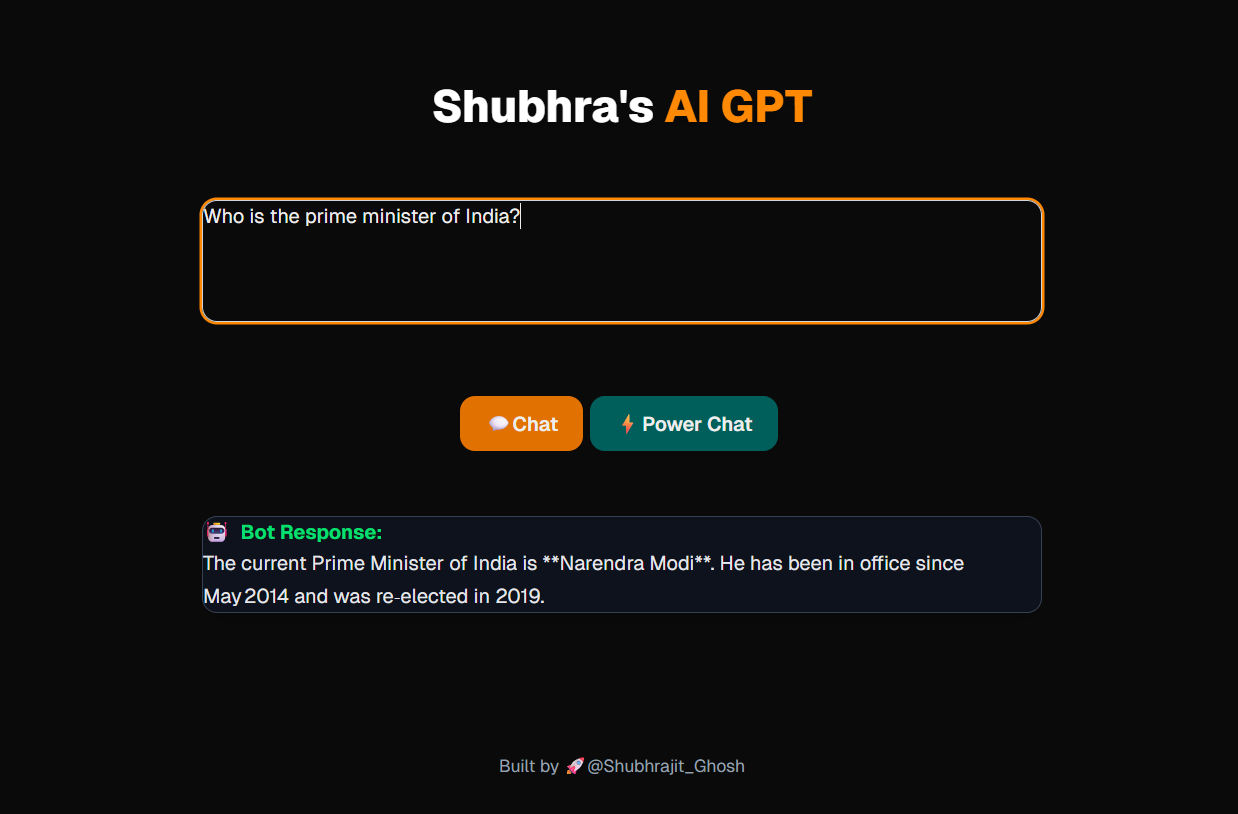 Shubhra's AI GPT
Who is the prime minister of India?
💬 Chat
⚡ Power Chat
🤖 Bot Response:
The current Prime Minister of India is **Narendra Modi**. He has been in office since
May 2014 and was re-elected in 2019.
Built by 🚀 @Shubhrajit_Ghosh